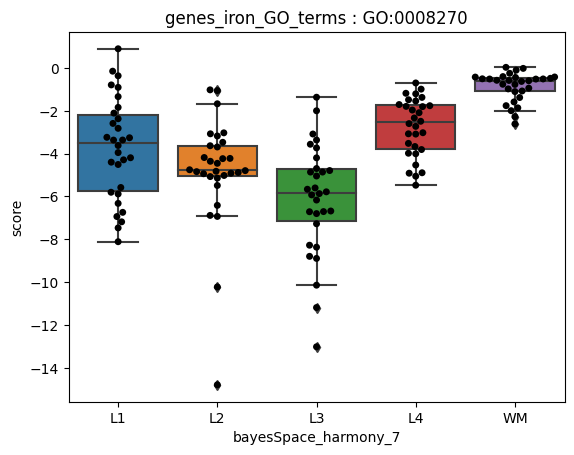 genes_iron_GO_terms : GO:0008270
score
0
−2
−4
−6
−8
−10
−12
−14
L1 L2 L3 L4 WM
bayesSpace_harmony_7